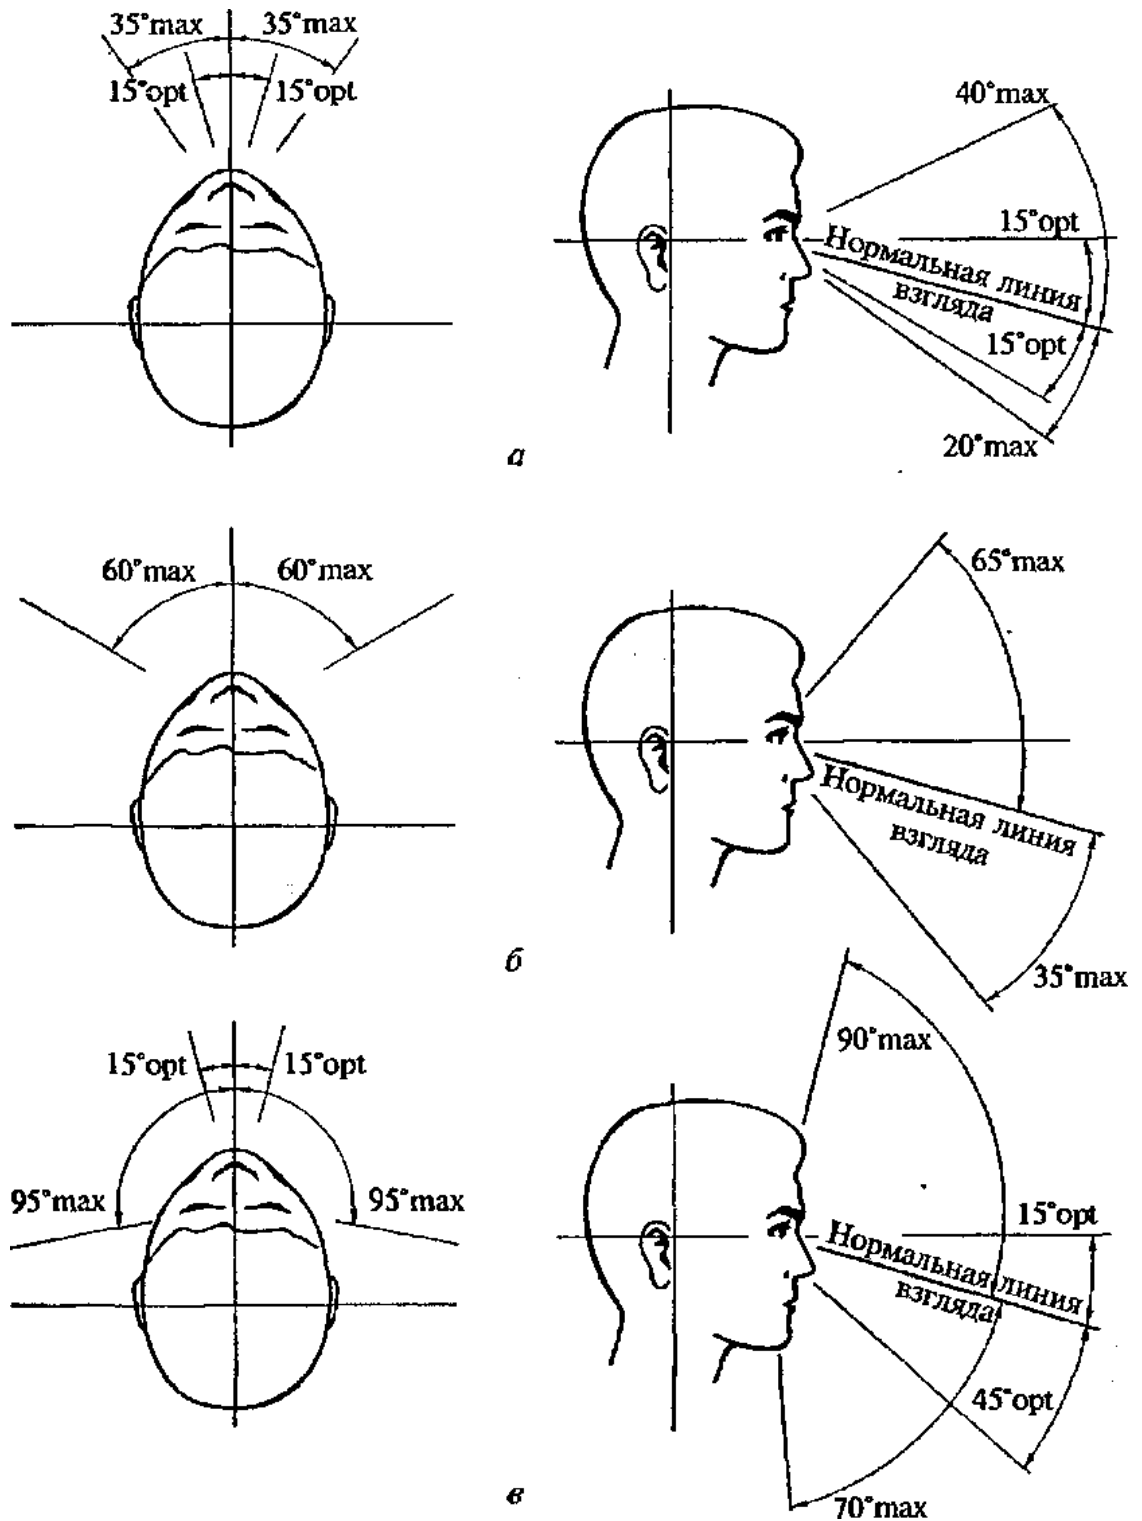 35°max 35°max
15°opt 15°opt
40°max
15°opt
Нормальная линия
взгляда
15°opt
20°max
а
60°max 60°max
65°max
Нормальная линия
взгляда
35°max
б
15°opt 15°opt
95°max 95°max
90°max
15°opt
Нормальная линия
взгляда
45°opt
70°max
в